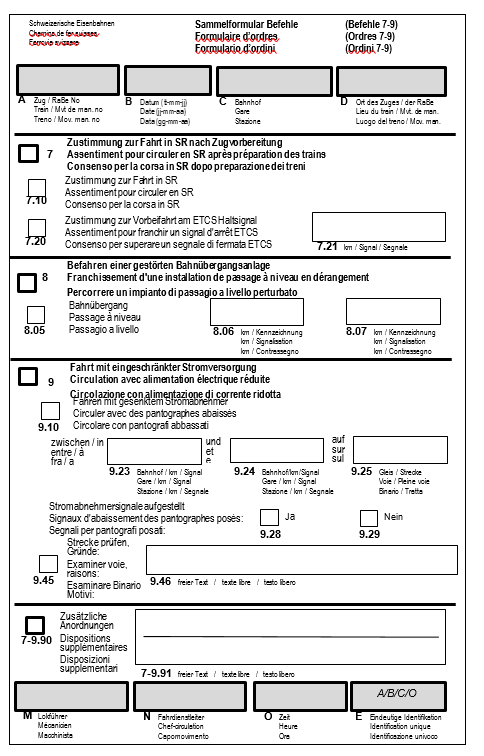 Schweizerische Eisenbahnen
Chemins de fer suisses
Ferrovie svizzere
Sammelformular Befehle
Formulaire d'ordres
Formulario d'ordini
(Befehle 7-9)
(Ordres 7-9)
(Ordini 7-9)
A Zug / RaBe No
Train / Mvt de man. no
Treno / Mov. man. no
B Datum (tt-mm-jj)
Date (jj-mm-aa)
Data (gg-mm-aa)
C Bahnhof
Gare
Stazione
D Ort des Zuges / der RaBe
Lieu du train / Mvt. de man.
Luogo del treno / Mov. man.
7
Zustimmung zur Fahrt in SR nach Zugvorbereitung
Assentiment pour circuler en SR après préparation des trains
Consenso per la corsa in SR dopo preparazione dei treni
7.10
Zustimmung zur Fahrt in SR
Assentiment pour circuler en SR
Consenso per la corsa in SR
7.20
Zustimmung zur Vorbeifahrt am ETCS Haltsignal
Assentiment pour franchir un signal d'arrêt ETCS
Consenso per superare un segnale di fermata ETCS
7.21 km / Signal / Segnale
8
Befahren einer gestörten Bahnübergangsanlage
Franchissement d'une installation de passage à niveau en dérangement
Percorrere un impianto di passagio a livello perturbato
8.05
Bahnübergang
Passage à niveau
Passagio a livello
8.06 km / Kennzeichnung
km / Signalisation
km / Contrassegno
8.07 km / Kennzeichnung
km / Signalisation
km / Contrassegno
9
Fahrt mit eingeschränkter Stromversorgung
Circulation avec alimentation électrique réduite
Circolazione con alimentazione di corrente ridotta
9.10
Fahren mit gesenktem Stromabnehmer
Circuler avec des pantographes abaissés
Circolare con pantografi abbassati
zwischen / in
entre / à
fra / a
und
et
e
auf
sur
sul
9.23 Bahnhof / km / Signal
Gare / km / Signal
Stazione / km / Segnale
9.24 Bahnhof/km/Signal
Gare / km / Signal
Stazione / km / Segnale
9.25 Gleis / Strecke
Voie / Pleine voie
Binario / Tratta
Stromabnehmersignale aufgestellt
Signaux d'abaissement des pantographes posés:
Segnali per pantografi posati:
Ja
9.28
Nein
9.29
9.45
Strecke prüfen,
Gründe:
Examiner voie,
raisons:
Esaminare Binario
Motivi:
9.46 freier Text / texte libre / testo libero
7-9.90
Zusätzliche
Anordnungen
Dispositions
supplémentaires
Disposizioni
supplementari
7-9.91 freier Text / texte libre / testo libero
A/B/C/O
M Lokführer
Mécanicien
Macchinista
N Fahrdienstleiter
Chef-circulation
Capomovimento
O Zeit
Heure
Ore
E Eindeutige Identifikation
Identification unique
Identificazione univoco